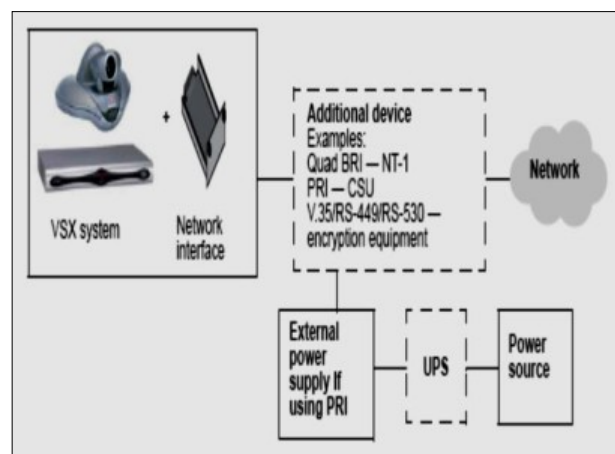 +
VSX system
Network
interface
Additional device
Examples:
Quad BRI — NT-1
PRI — CSU
V.35/RS-449/RS-530 —
encryption equipment
Network
External
power
supply If
using PRI
UPS
Power
source